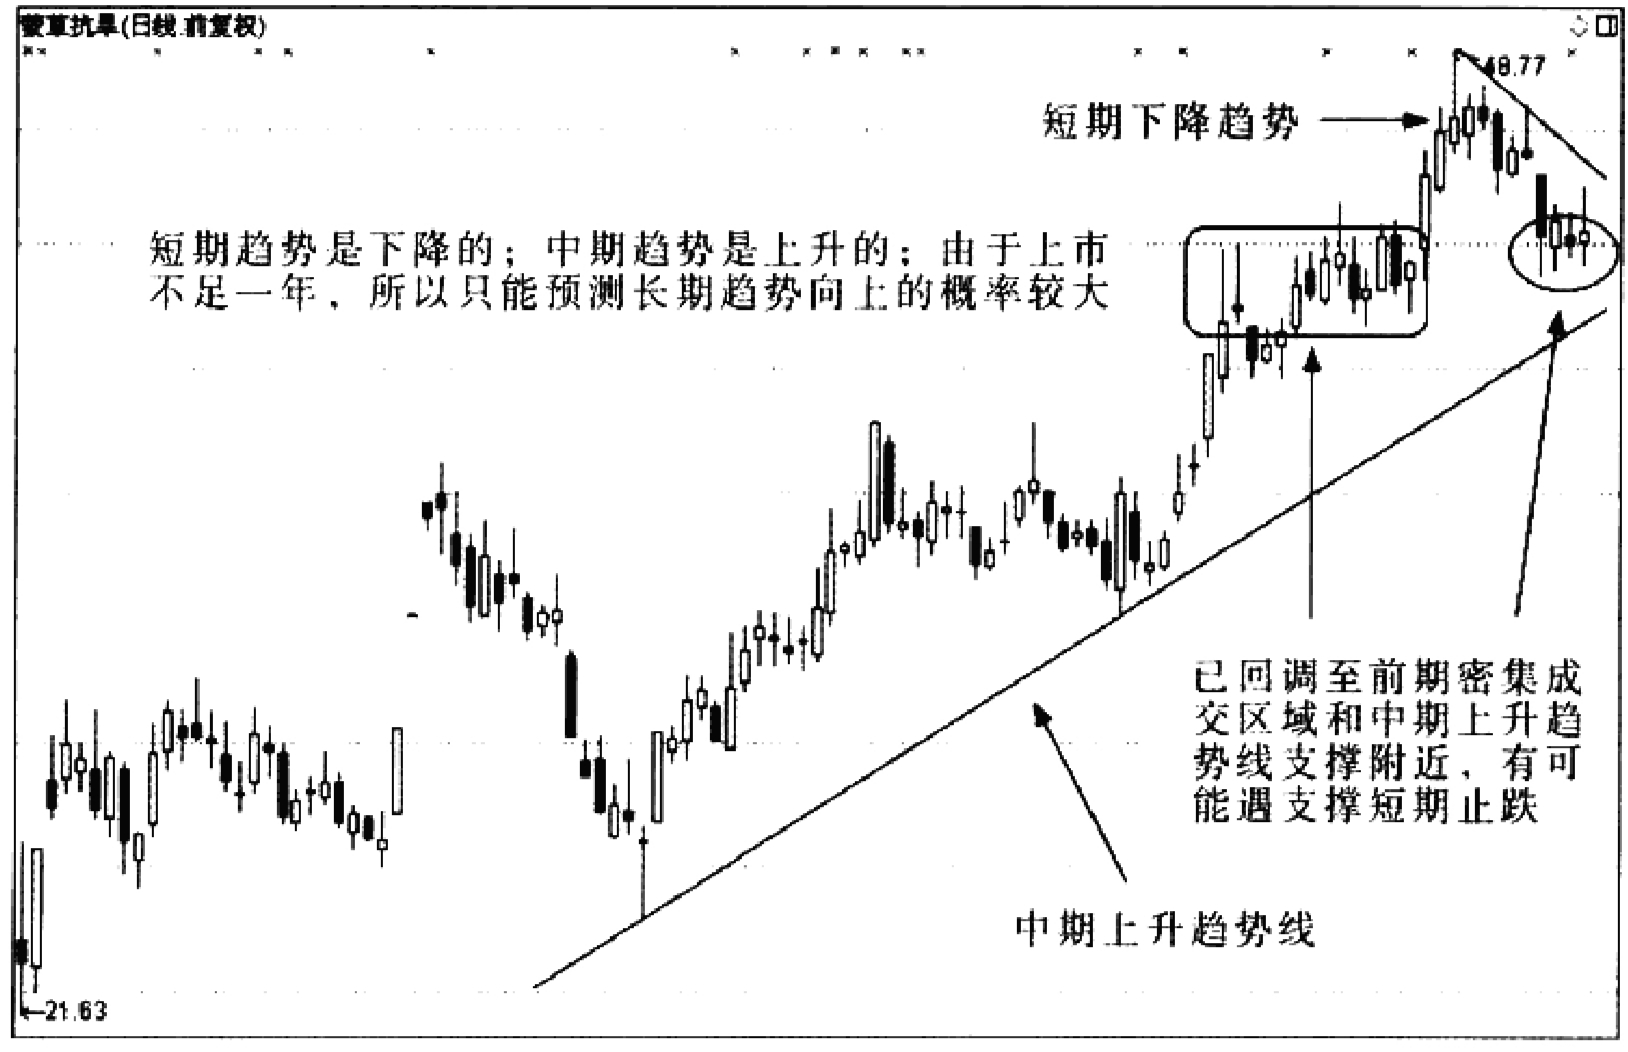 蒙草抗旱(日线.前复权)
48.77
短期下降趋势
短期趋势是下降的；中期趋势是上升的；由于上市
不足一年，所以只能预测长期趋势向上的概率较大
已回调至前期密集成
交区域和中期上升趋
势线支撑附近，有可
能遇支撑短期止跌
中期上升趋势线
21.63